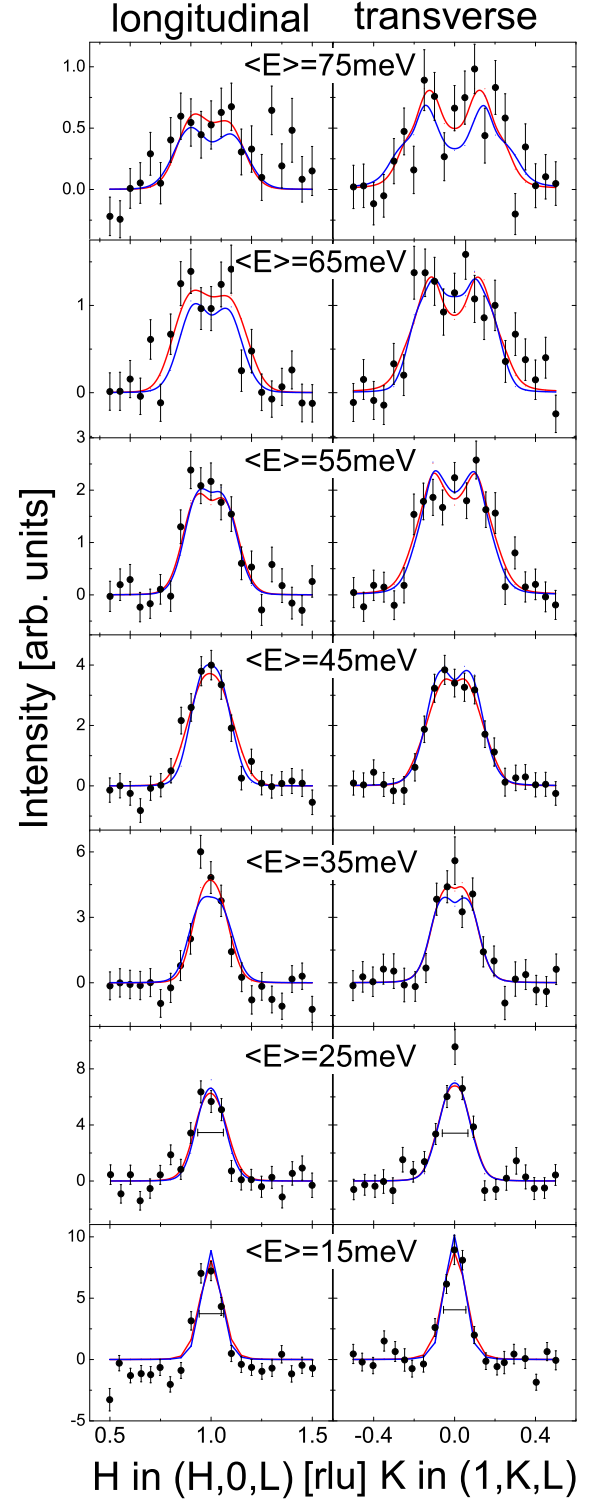 longitudinal transverse
<E>=75meV
1.0
0.5
0.0
<E>=65meV
1
0
<E>=55meV
3
2
1
0
<E>=45meV
4
2
0
<E>=35meV
6
3
0
<E>=25meV
8
4
0
<E>=15meV
10
5
0
-5
0.5 1.0 1.5 -0.4 0.0 0.4
H in (H,0,L) [rlu] K in (1,K,L)
Intensity [arb. units]